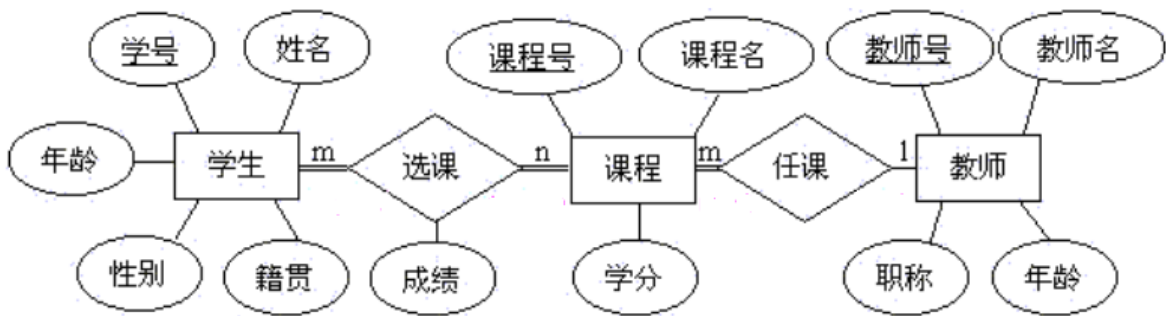 学号
姓名
课程号
课程名
教师号
教师名
年龄
学生
m
选课
n
课程
m
任课
1
教师
性别
籍贯
成绩
学分
职称
年龄